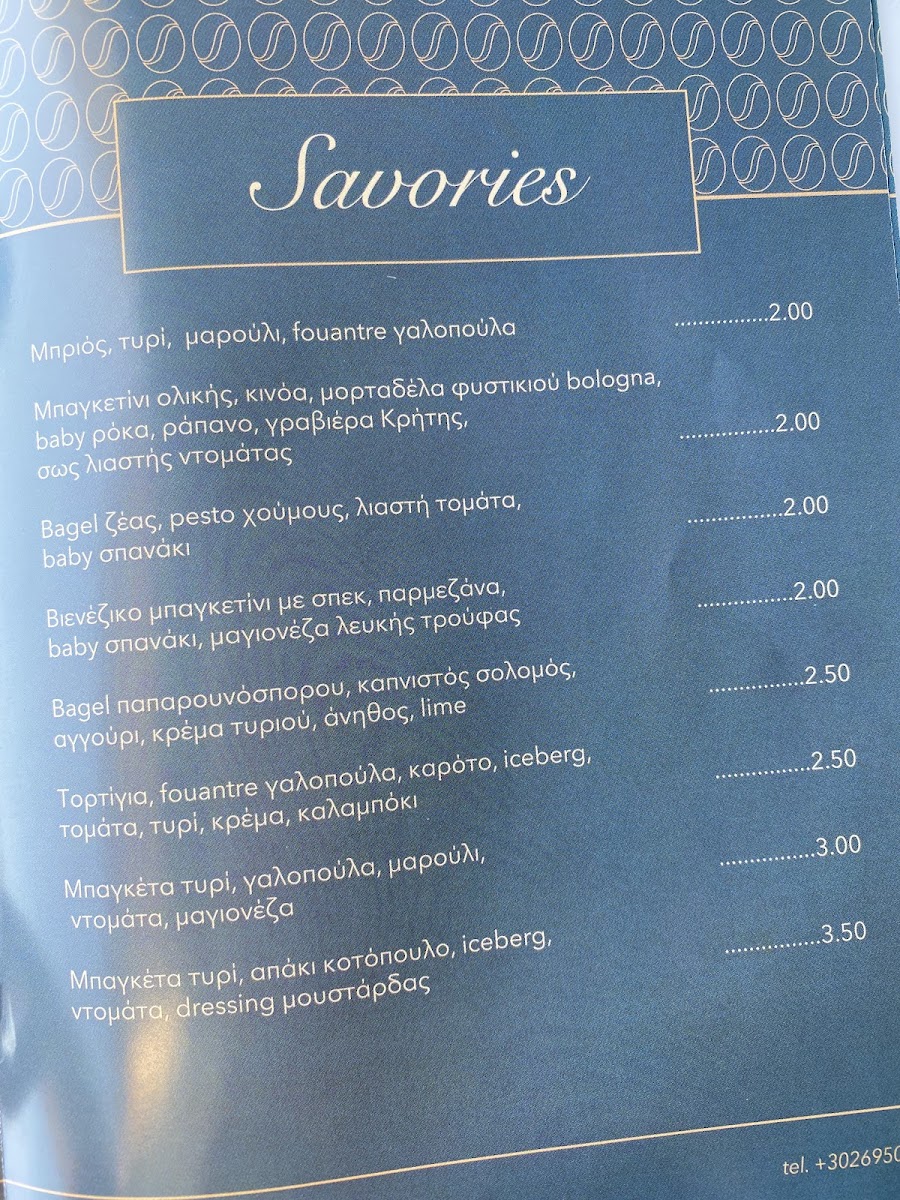 Savories
Μπριός, τυρί, μαρούλι, fouantre γαλοπούλα ................2.00
Μπαγκετίνι ολικής, κινόα, μορταδέλα φυστικιού bologna,
baby ρόκα, ράπανο, γραβιέρα Κρήτης, ................2.00
σως λιαστής ντομάτας
Bagel ζέας, pesto χούμους, λιαστή τομάτα, ................2.00
baby σπανάκι
Βιενέζικο μπαγκετίνι με σπεκ, παρμεζάνα, ................2.00
baby σπανάκι, μαγιονέζα λευκής τρούφας
Bagel παπαρουνόσπορου, καπνιστός σολομός, ................2.50
αγγούρι, κρέμα τυριού, άνηθος, lime
Τορτίγια, fouantre γαλοπούλα, καρότο, iceberg, ................2.50
τομάτα, τυρί, κρέμα, καλαμπόκι
Μπαγκέτα τυρί, γαλοπούλα, μαρούλι, ................3.00
ντομάτα, μαγιονέζα
Μπαγκέτα τυρί, απάκι κοτόπουλο, iceberg, ................3.50
ντομάτα, dressing μουστάρδας
tel. +3026950